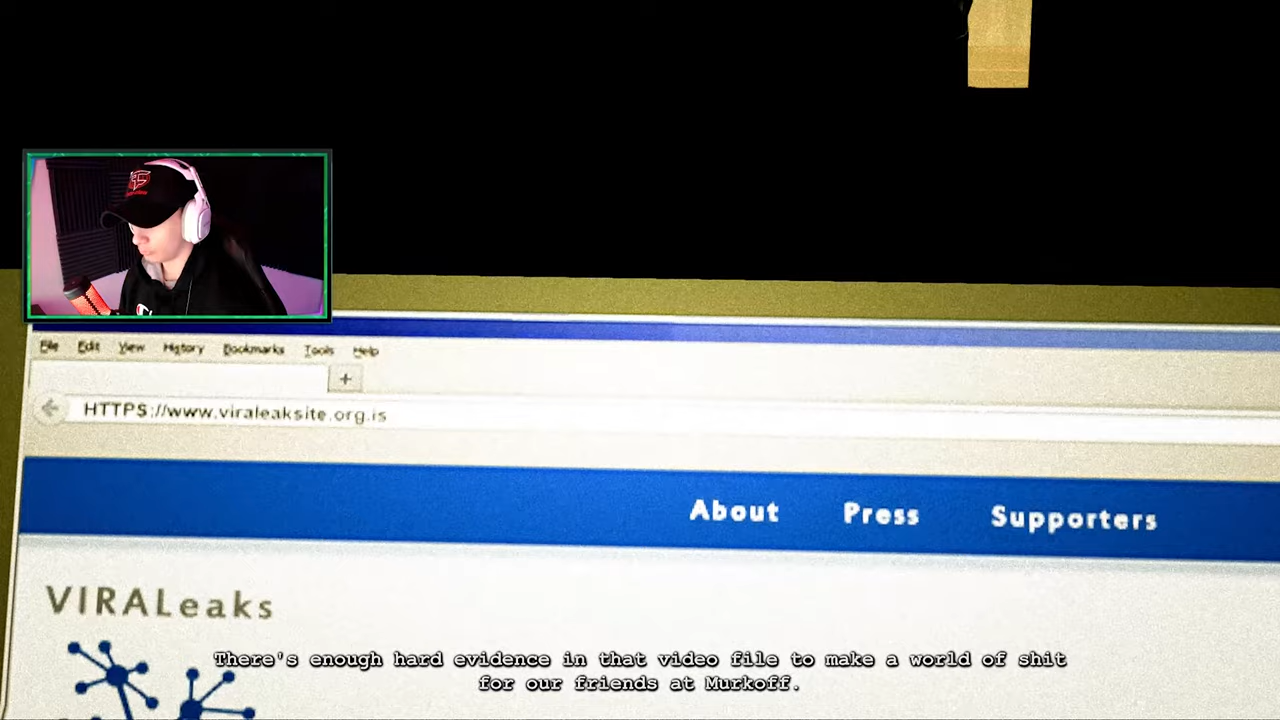 File Edit View History Bookmarks Tools Help
+
HTTPS://www.viraleaksite.org.is
About Press Supporters
VIRALeaks
There's enough hard evidence in that video file to make a world of shit
for our friends at Murkoff.